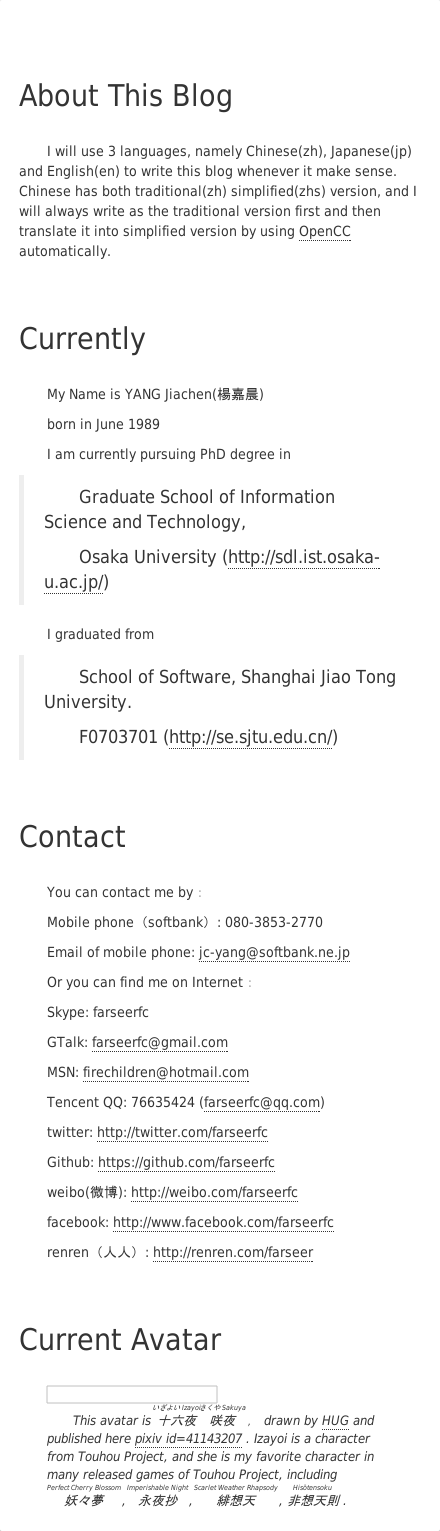 About This Blog
I will use 3 languages, namely Chinese(zh), Japanese(jp)
and English(en) to write this blog whenever it make sense.
Chinese has both traditional(zh) simplified(zhs) version, and I
will always write as the traditional version first and then
translate it into simplified version by using OpenCC
automatically.
Currently
My Name is YANG Jiachen(楊嘉晨)
born in June 1989
I am currently pursuing PhD degree in
Graduate School of Information
Science and Technology,
Osaka University (http://sdl.ist.osaka-
u.ac.jp/)
I graduated from
School of Software, Shanghai Jiao Tong
University.
F0703701 (http://se.sjtu.edu.cn/)
Contact
You can contact me by：
Mobile phone（softbank）: 080-3853-2770
Email of mobile phone: jc-yang@softbank.ne.jp
Or you can find me on Internet：
Skype: farseerfc
GTalk: farseerfc@gmail.com
MSN: firechildren@hotmail.com
Tencent QQ: 76635424 (farseerfc@qq.com)
twitter: http://twitter.com/farseerfc
Github: https://github.com/farseerfc
weibo(微博): http://weibo.com/farseerfc
facebook: http://www.facebook.com/farseerfc
renren（人人）: http://renren.com/farseer
Current Avatar
いざよい Izayoi さくや Sakuya
This avatar is 十六夜 咲夜 ， drawn by HUG and
published here pixiv id=41143207 . Izayoi is a character
from Touhou Project, and she is my favorite character in
many released games of Touhou Project, including
Perfect Cherry Blossom Imperishable Night Scarlet Weather Rhapsody Hisōtensoku
妖々夢 , 永夜抄 , 緋想天 , 非想天則 .